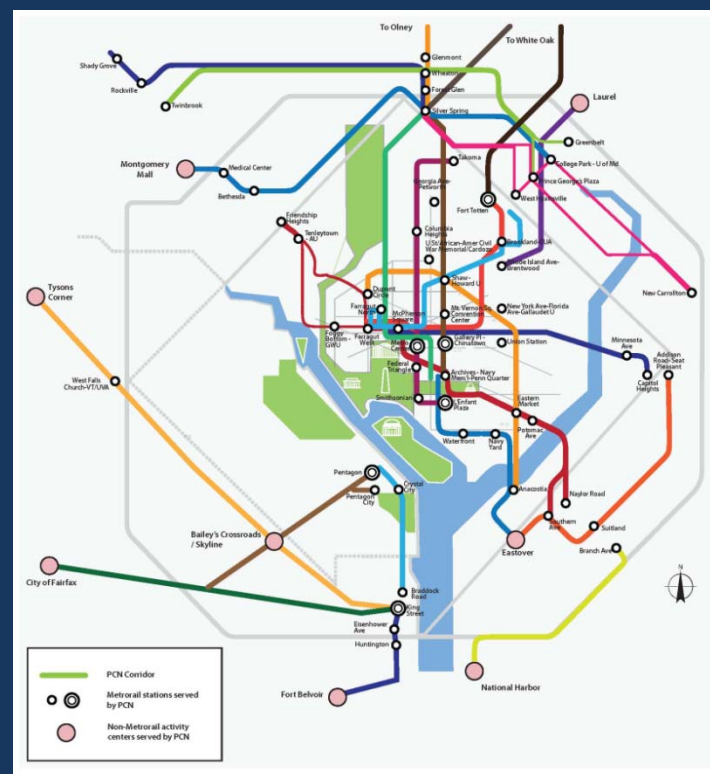 To Olney
To White Oak
Glenmont
Shady Grove
Wheaton
Rockville
Forest Glen
Twinbrook
Silver Spring
Laurel
Greenbelt
Montgomery
Mall
Medical Center
Takoma
College Park - U of Md
Bethesda
Prince George's Plaza
Georgia Ave-
Petworth
West Hyattsville
Fort Totten
Friendship
Heights
Columbia
Heights
Tenleytown
- AU
Brookland-CUA
U St/African-Amer Civil
War Memorial/Cardozo
Rhode Island Ave-
Brentwood
Tysons
Corner
Shaw-
Howard U
New Carrollton
Dupont
Circle
Farragut
North
McPherson
Square
Mt. Vernon Sq
Convention
Center
New York Ave-Florida
Ave-Gallaudet U
Foggy
Bottom -
GWU
Farragut
West
Metro
Center
Gallery Pl -
Chinatown
Union Station
Minnesota
Ave
Addison
Road-Seat
Pleasant
Federal
Triangle
Archives - Navy
Mem'l-Penn Quarter
Capitol
Heights
West Falls
Church-VT/UVA
Smithsonian
L'Enfant
Plaza
Eastern
Market
Potomac
Ave
Waterfront
Navy
Yard
Pentagon
Pentagon
City
Crystal
City
Anacostia
Naylor Road
Southern
Ave
Suitland
Bailey's Crossroads
/ Skyline
Eastover
Branch Ave
City of Fairfax
Braddock
Road
King
Street
N
Eisenhower
Ave
Huntington
National Harbor
Fort Belvoir
PCN Corridor
Metrorail stations served
by PCN
Non-Metrorail activity
centers served by PCN